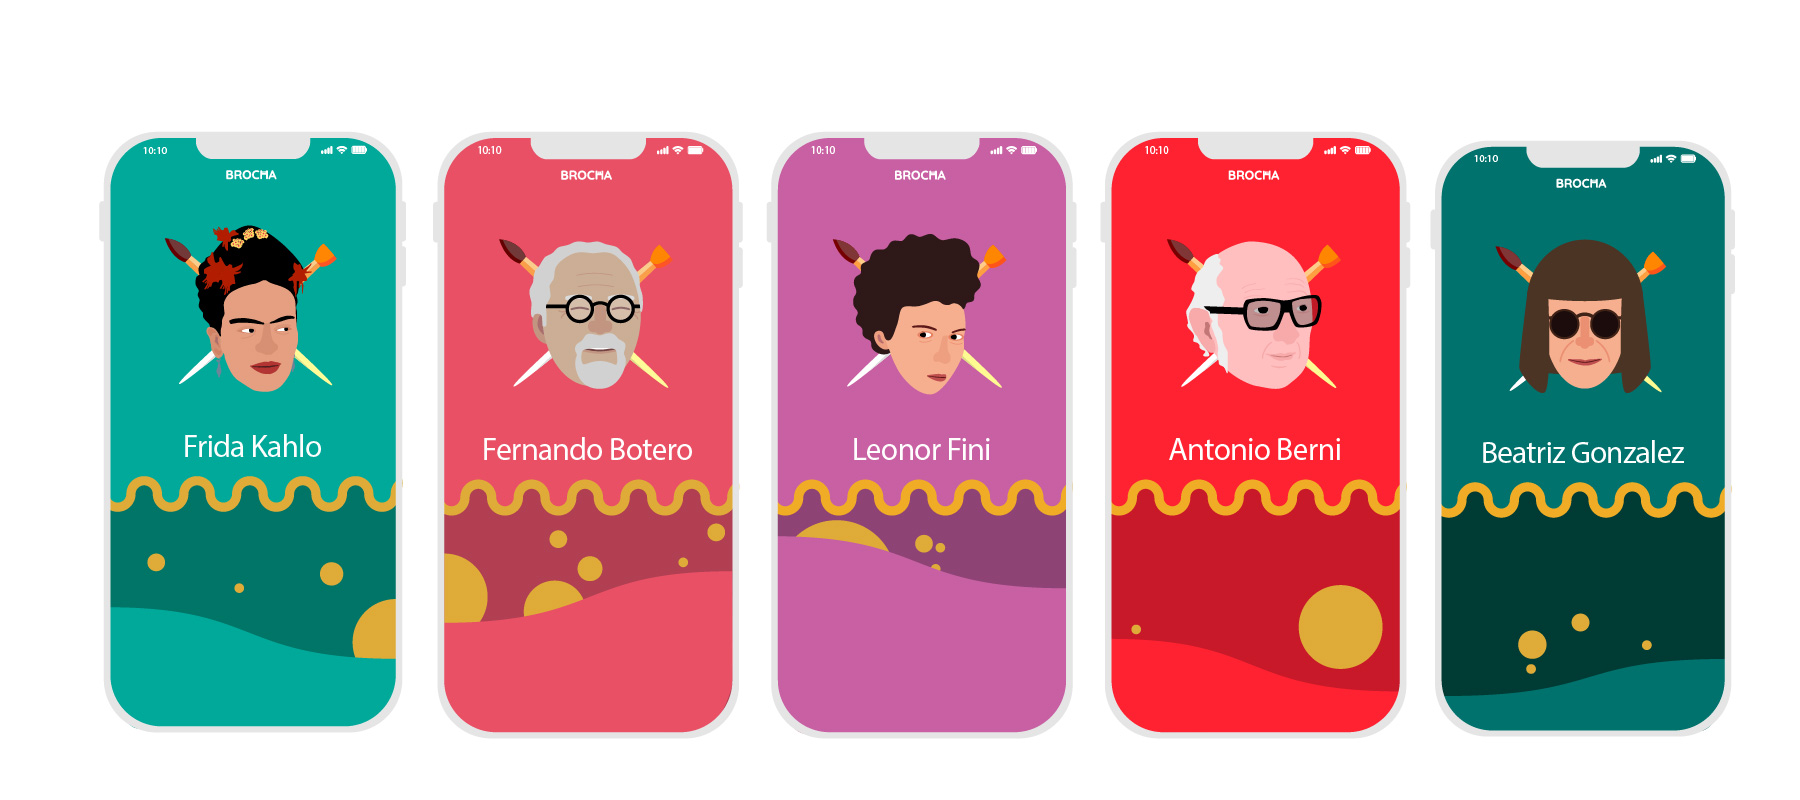 10:10
BROCHA
Frida Kahlo
10:10
BROCHA
Fernando Botero
10:10
BROCHA
Leonor Fini
10:10
BROCHA
Antonio Berni
10:10
BROCHA
Beatriz Gonzalez